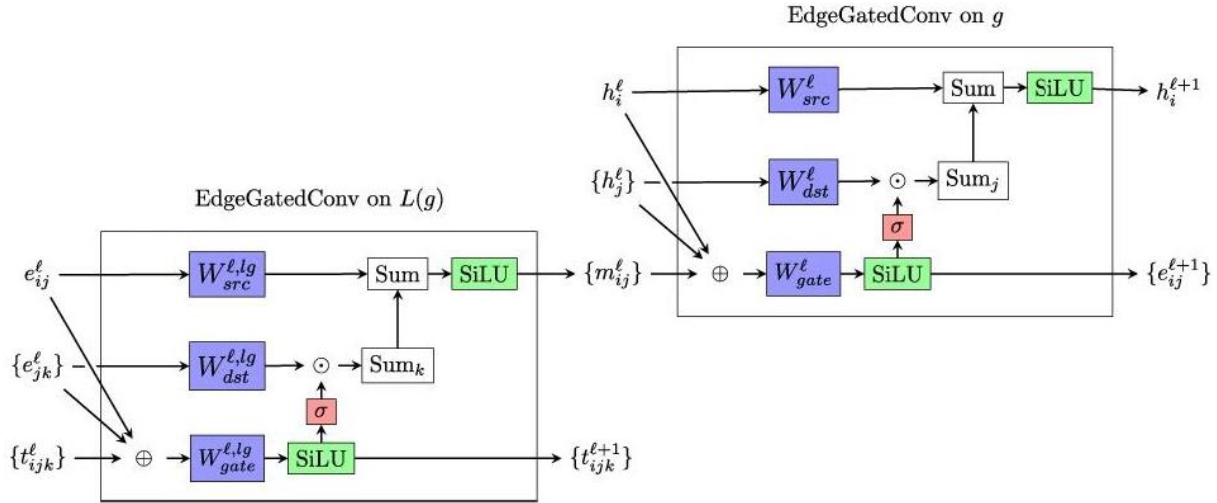 EdgeGatedConv on g
h_i^ℓ W_src^ℓ Sum SiLU h_i^{ℓ+1}
{h_j^ℓ} W_dst^ℓ ⊙ Sum_j
σ
{m_ij^ℓ} ⊕ W_gate^ℓ SiLU {e_ij^{ℓ+1}}
EdgeGatedConv on L(g)
e_ij^ℓ W_src^{ℓ,lg} Sum SiLU
{e_jk^ℓ} W_dst^{ℓ,lg} ⊙ Sum_k
σ
{t_ijk^ℓ} ⊕ W_gate^{ℓ,lg} SiLU {t_ijk^{ℓ+1}}